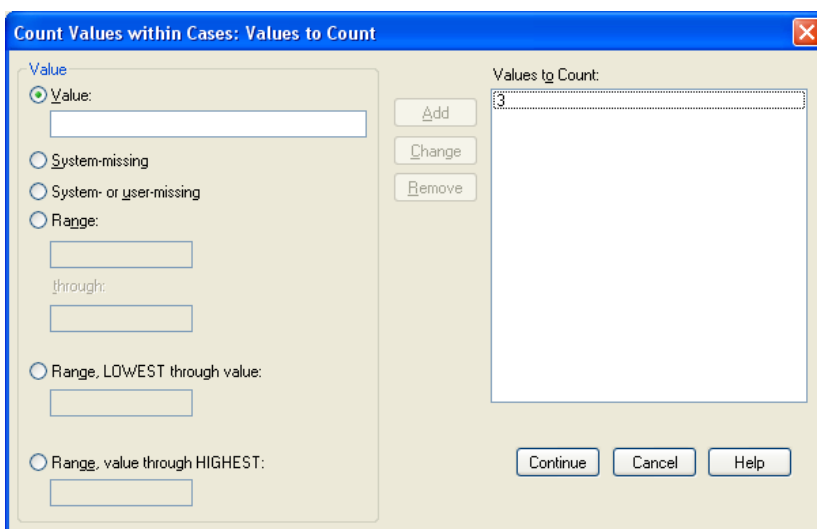 Count Values within Cases: Values to Count
Value
Value:
System-missing
System- or user-missing
Range:
through:
Range, LOWEST through value:
Range, value through HIGHEST:
Add
Change
Remove
Values to Count:
3
Continue
Cancel
Help